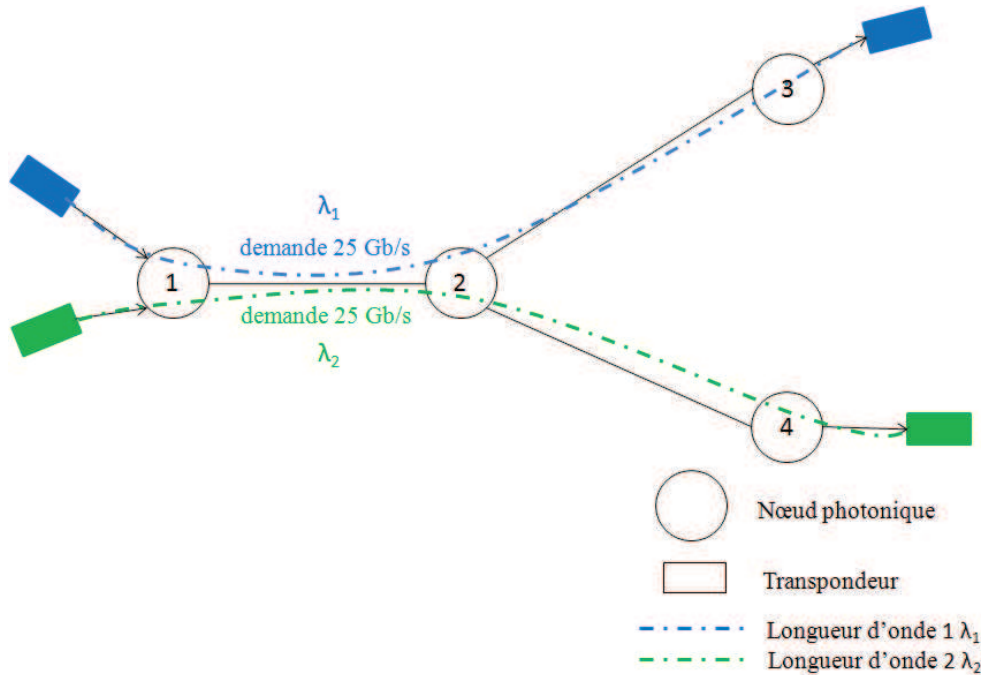 3
λ₁
demande 25 Gb/s
1
2
demande 25 Gb/s
λ₂
4
Nœud photonique
Transpondeur
Longueur d'onde 1 λ₁
Longueur d'onde 2 λ₂